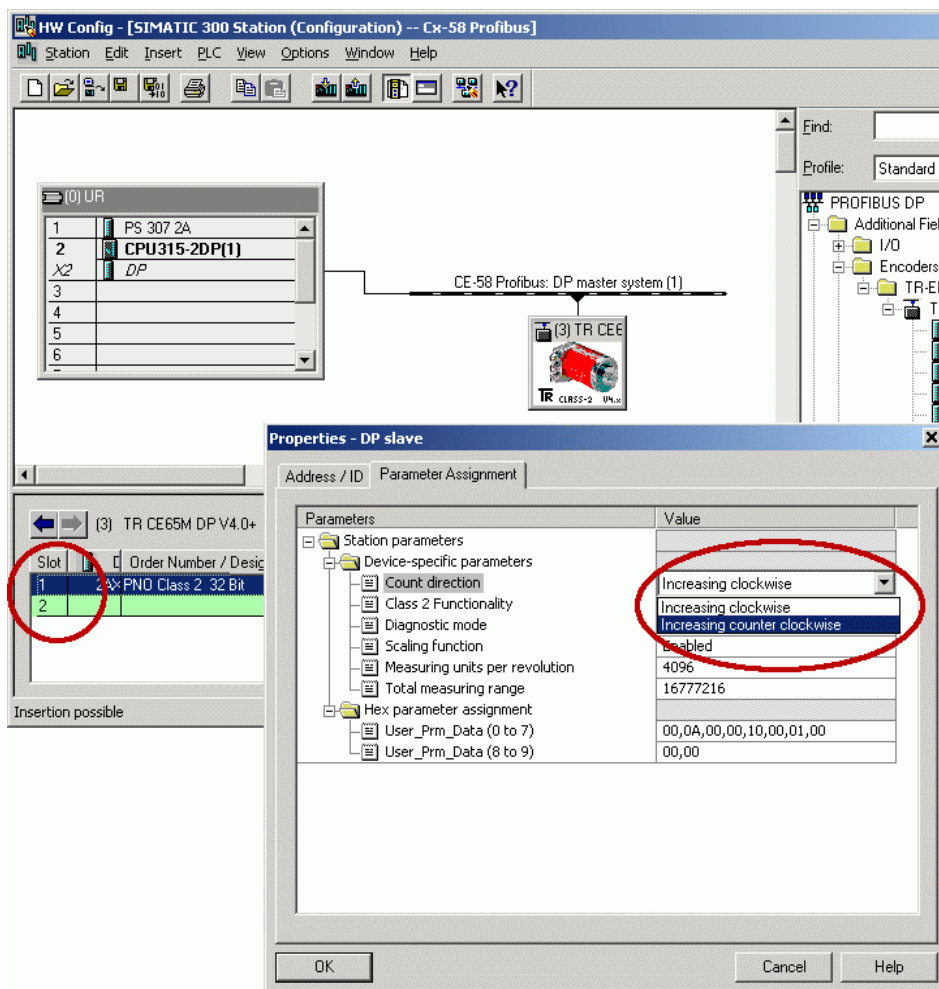 HW Config - [SIMATIC 300 Station (Configuration) -- Cx-58 Profibus]
Station Edit Insert PLC View Options Window Help
Find:
Profile: Standard
(0) UR
1 PS 307 2A
2 CPU315-2DP(1)
X2 DP
3
4
5
6
CE-58 Profibus: DP master system (1)
(3) TR CE6
TR CLASS-2 V4.x
PROFIBUS DP
Additional Fie
I/O
Encoders
TR-El
T
Properties - DP slave
Address / ID Parameter Assignment
(3) TR CE65M DP V4.0+
Slot D Order Number / Desig
1 2AX PNO Class 2 32 Bit
2
Insertion possible
Parameters Value
Station parameters
Device-specific parameters
Count direction Increasing clockwise
Class 2 Functionality Increasing clockwise
Diagnostic mode Increasing counter clockwise
Scaling function Enabled
Measuring units per revolution 4096
Total measuring range 16777216
Hex parameter assignment
User_Prm_Data (0 to 7) 00,0A,00,00,10,00,01,00
User_Prm_Data (8 to 9) 00,00
OK Cancel Help